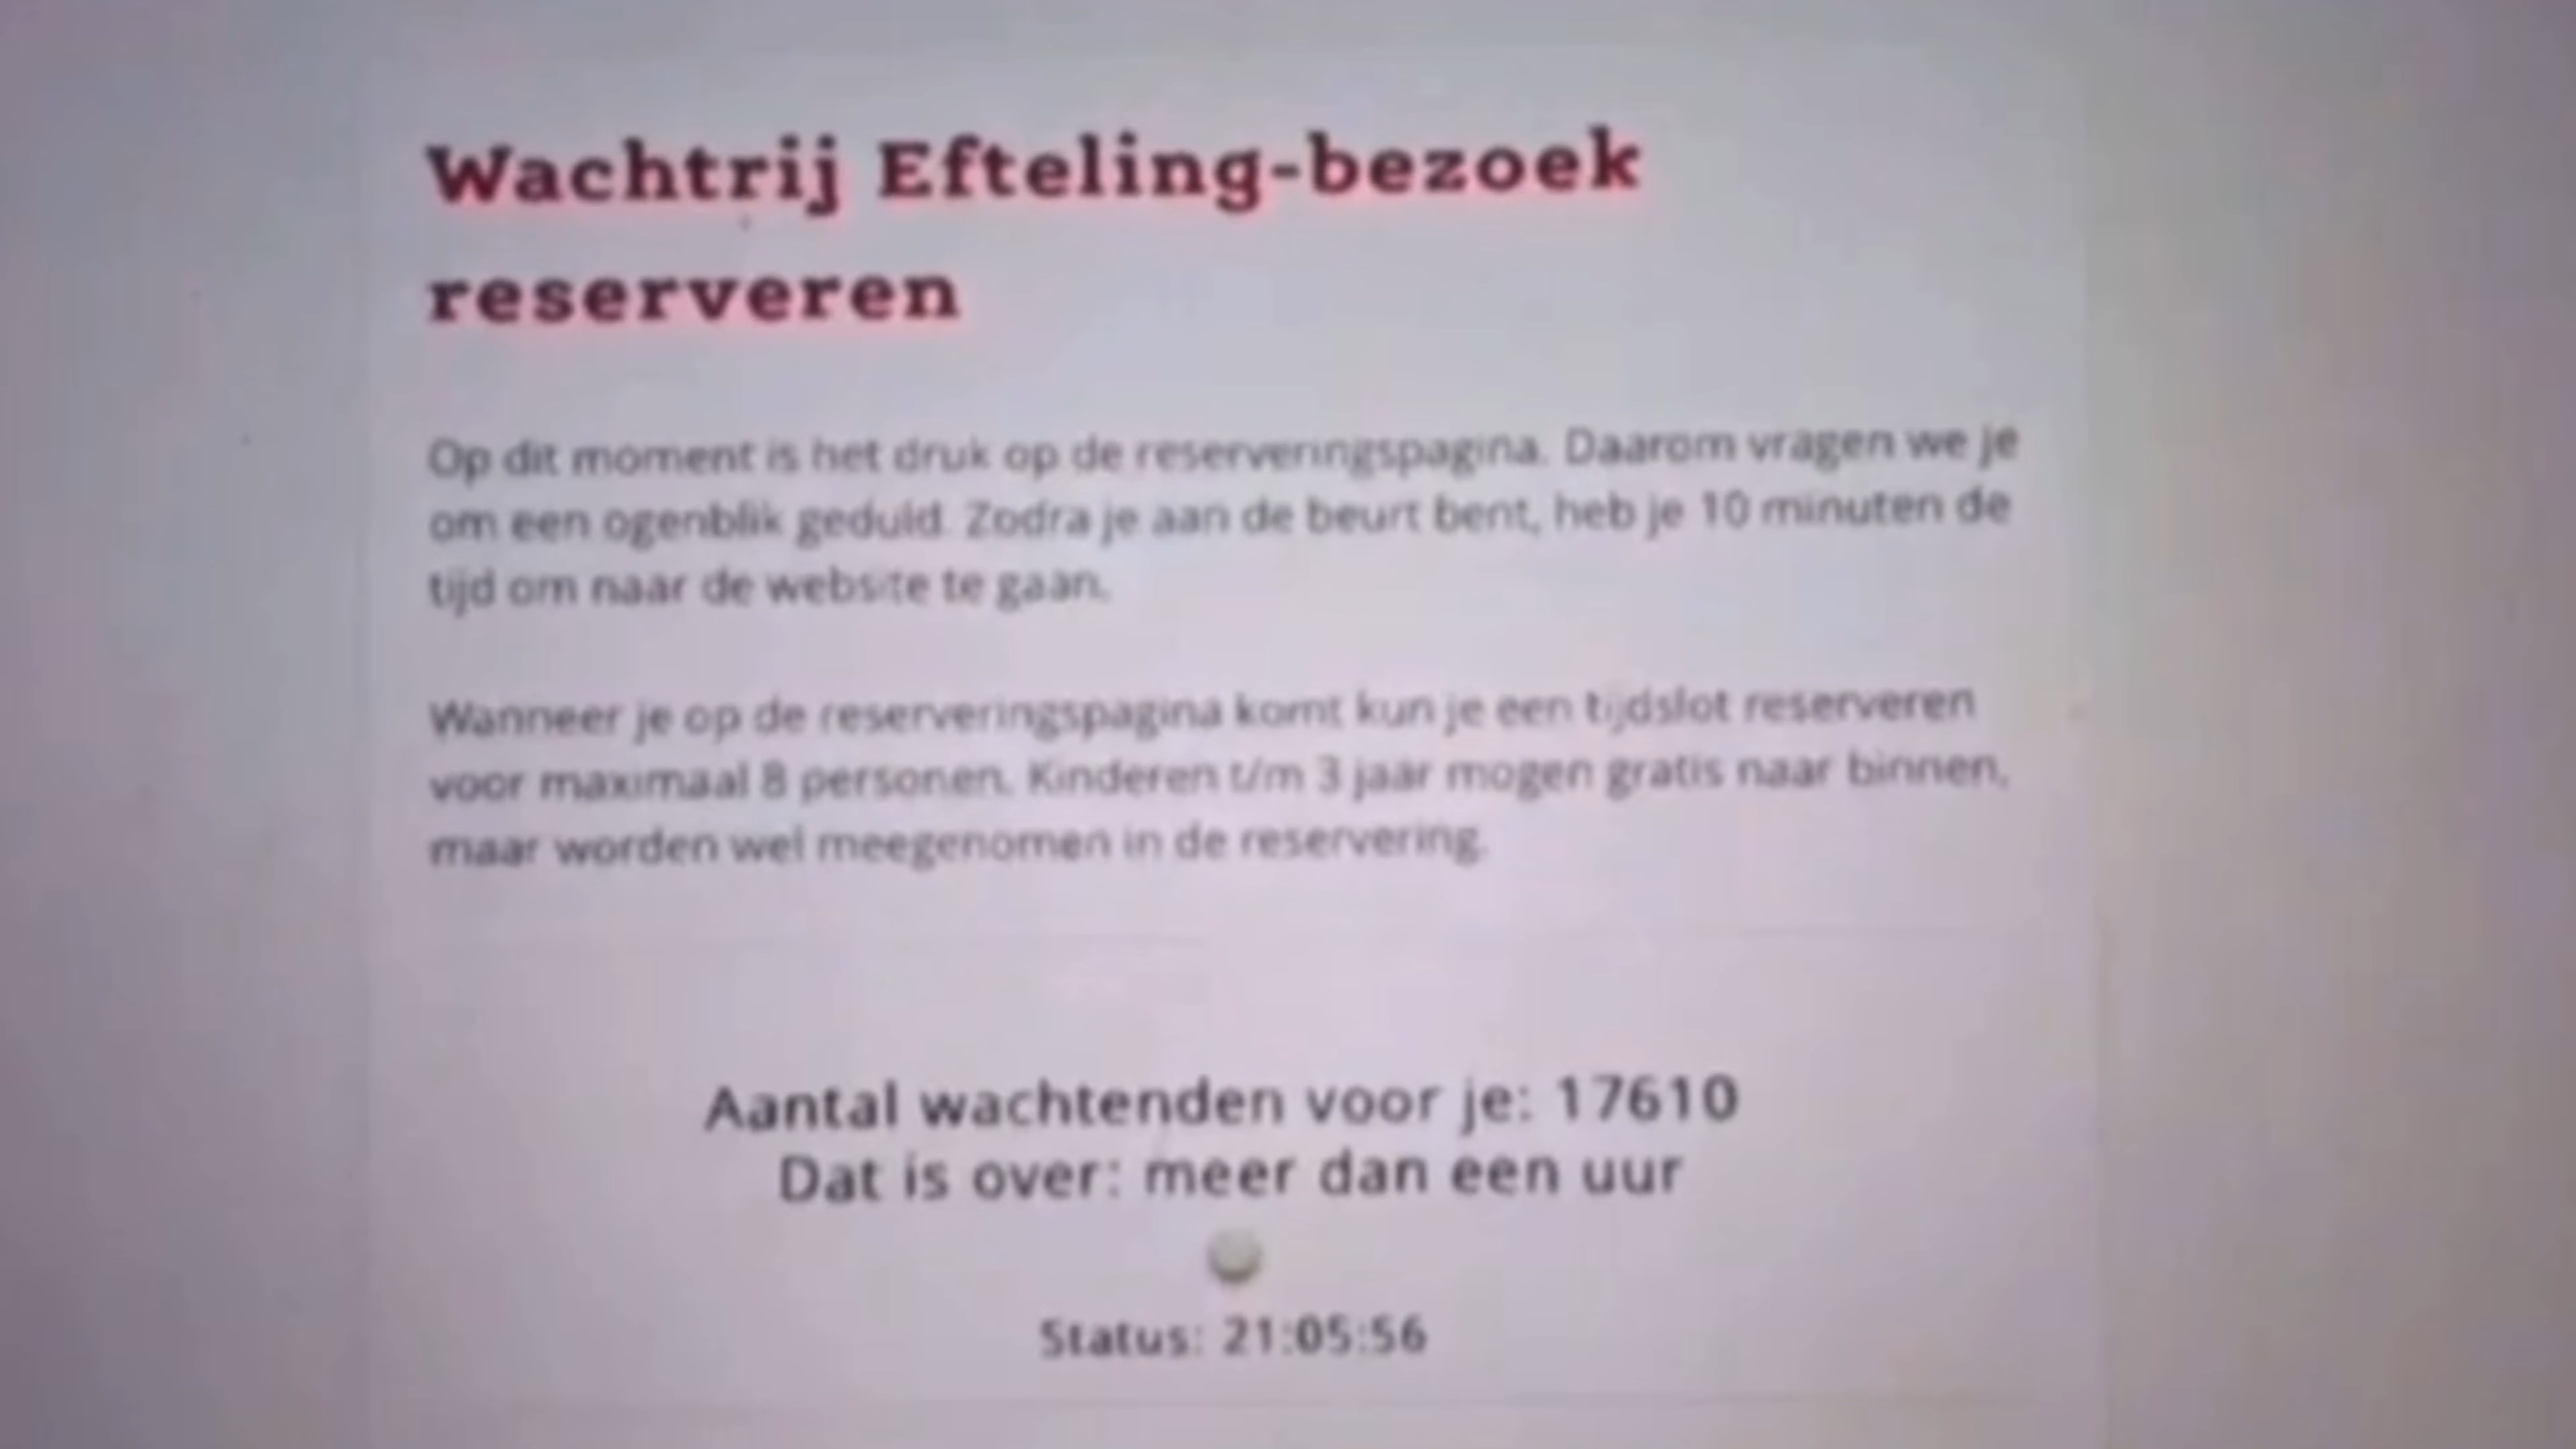 Wachtrij Efteling-bezoek
reserveren
Op dit moment is het druk op de reserveringspagina. Daarom vragen we je
om een ogenblik geduld. Zodra je aan de beurt bent, heb je 10 minuten de
tijd om naar de website te gaan.
Wanneer je op de reserveringspagina komt kun je een tijdslot reserveren
voor maximaal 8 personen. Kinderen t/m 3 jaar mogen gratis naar binnen,
maar worden wel meegenomen in de reservering.
Aantal wachtenden voor je: 17610
Dat is over: meer dan een uur
Status: 21:05:56